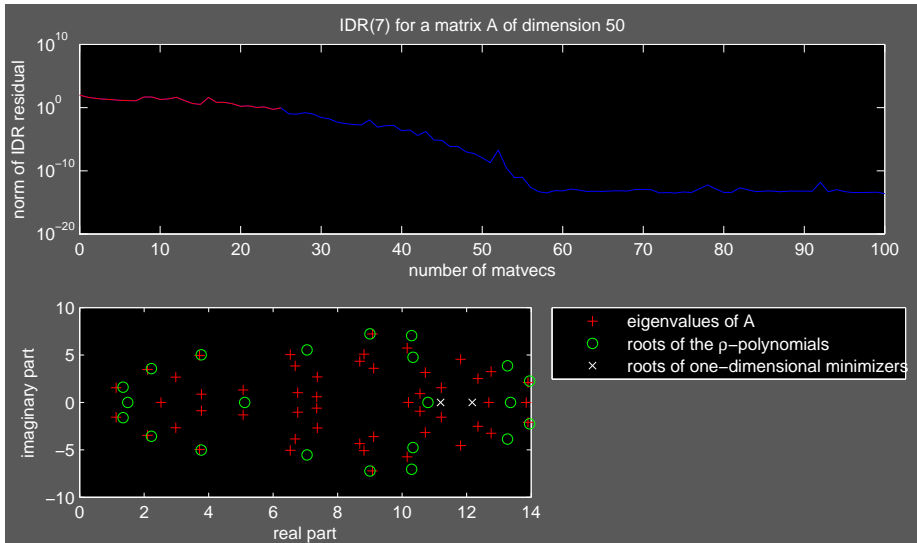 IDR(7) for a matrix A of dimension 50
norm of IDR residual
10^10
10^0
10^−10
10^−20
0 10 20 30 40 50 60 70 80 90 100
number of matvecs
imaginary part
10
5
0
−5
−10
0 2 4 6 8 10 12 14
real part
eigenvalues of A
roots of the ρ−polynomials
roots of one−dimensional minimizers